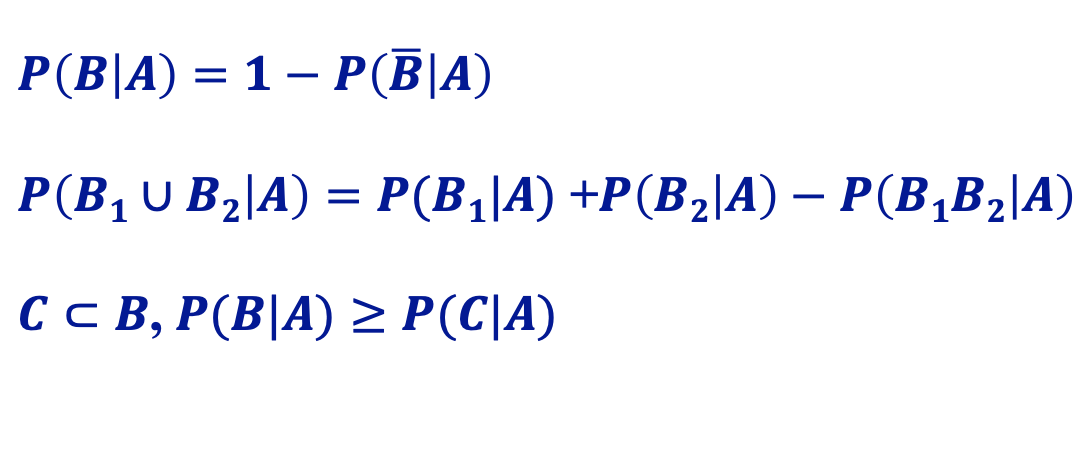 P(B|A) = 1 − P(B̅|A)
P(B₁ ∪ B₂|A) = P(B₁|A) +P(B₂|A) − P(B₁B₂|A)
C ⊂ B, P(B|A) ≥ P(C|A)